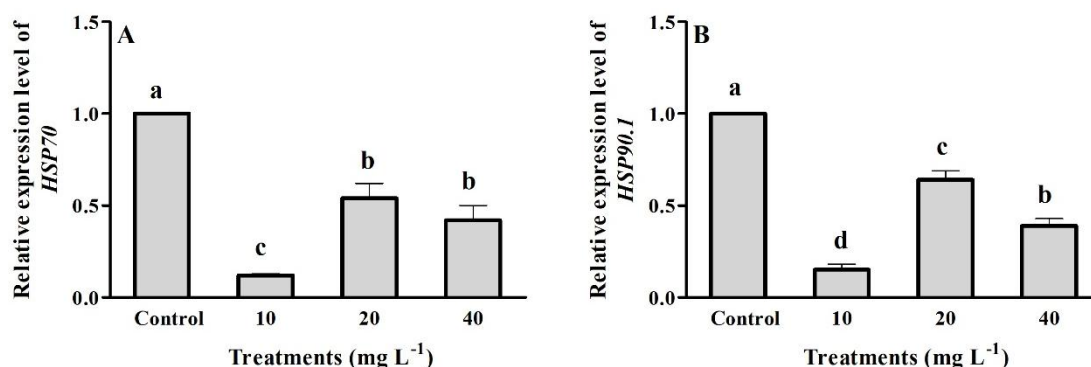 A
Relative expression level of
HSP70
1.5
1.0
0.5
0.0
a
c
b
b
Control 10 20 40
Treatments (mg L⁻¹)
B
Relative expression level of
HSP90.1
1.5
1.0
0.5
0.0
a
d
c
b
Control 10 20 40
Treatments (mg L⁻¹)